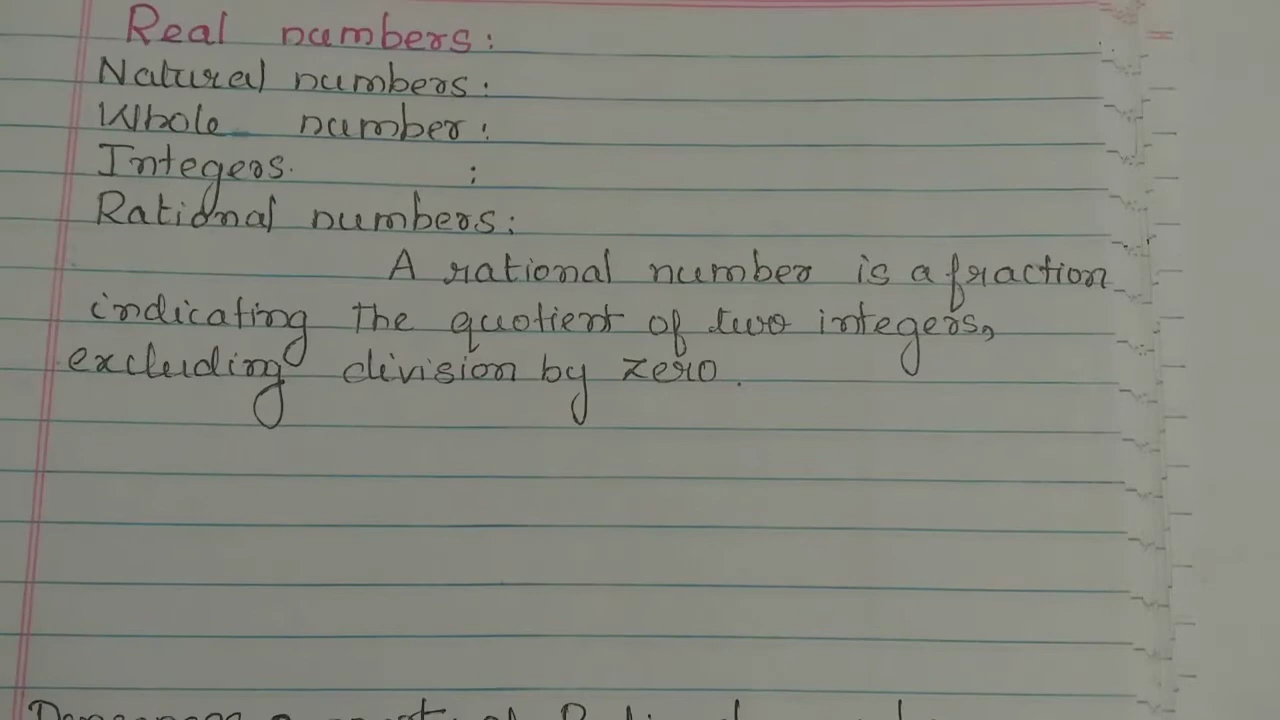 Real numbers:
Natural numbers:
Whole number:
Integers. :
Rational numbers:
A rational number is a fraction
indicating the quotient of two integers,
excluding division by zero.